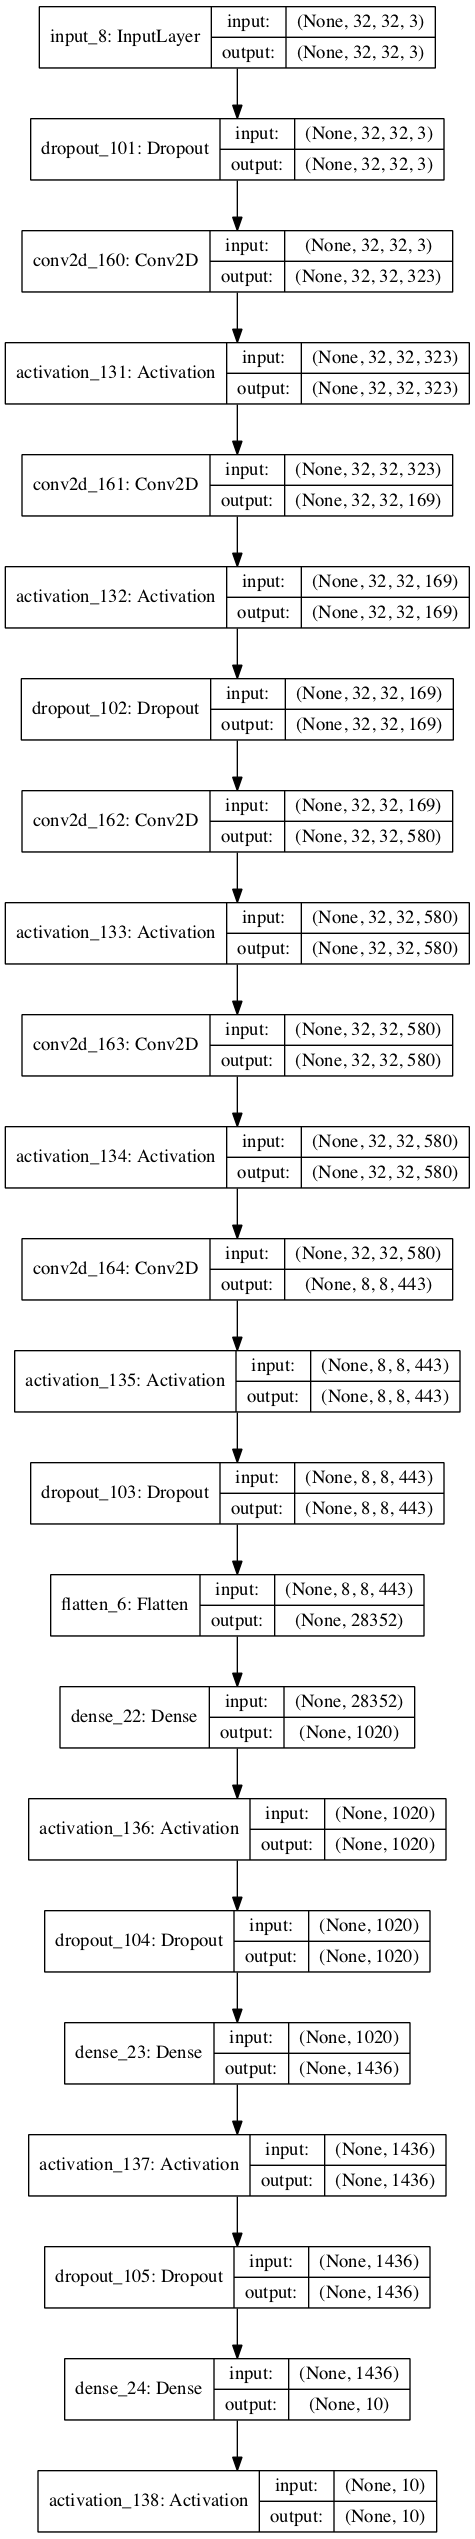 input_8: InputLayer
input: (None, 32, 32, 3)
output: (None, 32, 32, 3)
dropout_101: Dropout
input: (None, 32, 32, 3)
output: (None, 32, 32, 3)
conv2d_160: Conv2D
input: (None, 32, 32, 3)
output: (None, 32, 32, 323)
activation_131: Activation
input: (None, 32, 32, 323)
output: (None, 32, 32, 323)
conv2d_161: Conv2D
input: (None, 32, 32, 323)
output: (None, 32, 32, 169)
activation_132: Activation
input: (None, 32, 32, 169)
output: (None, 32, 32, 169)
dropout_102: Dropout
input: (None, 32, 32, 169)
output: (None, 32, 32, 169)
conv2d_162: Conv2D
input: (None, 32, 32, 169)
output: (None, 32, 32, 580)
activation_133: Activation
input: (None, 32, 32, 580)
output: (None, 32, 32, 580)
conv2d_163: Conv2D
input: (None, 32, 32, 580)
output: (None, 32, 32, 580)
activation_134: Activation
input: (None, 32, 32, 580)
output: (None, 32, 32, 580)
conv2d_164: Conv2D
input: (None, 32, 32, 580)
output: (None, 8, 8, 443)
activation_135: Activation
input: (None, 8, 8, 443)
output: (None, 8, 8, 443)
dropout_103: Dropout
input: (None, 8, 8, 443)
output: (None, 8, 8, 443)
flatten_6: Flatten
input: (None, 8, 8, 443)
output: (None, 28352)
dense_22: Dense
input: (None, 28352)
output: (None, 1020)
activation_136: Activation
input: (None, 1020)
output: (None, 1020)
dropout_104: Dropout
input: (None, 1020)
output: (None, 1020)
dense_23: Dense
input: (None, 1020)
output: (None, 1436)
activation_137: Activation
input: (None, 1436)
output: (None, 1436)
dropout_105: Dropout
input: (None, 1436)
output: (None, 1436)
dense_24: Dense
input: (None, 1436)
output: (None, 10)
activation_138: Activation
input: (None, 10)
output: (None, 10)